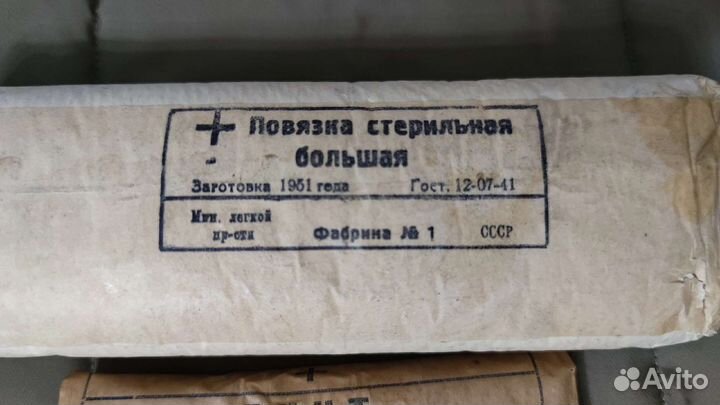 + Повязка стерильная
- большая
Заготовка 1951 года Гост. 12-07-41
Мин. легкой
пр-сти
Фабрика № 1 СССР
+
Avito